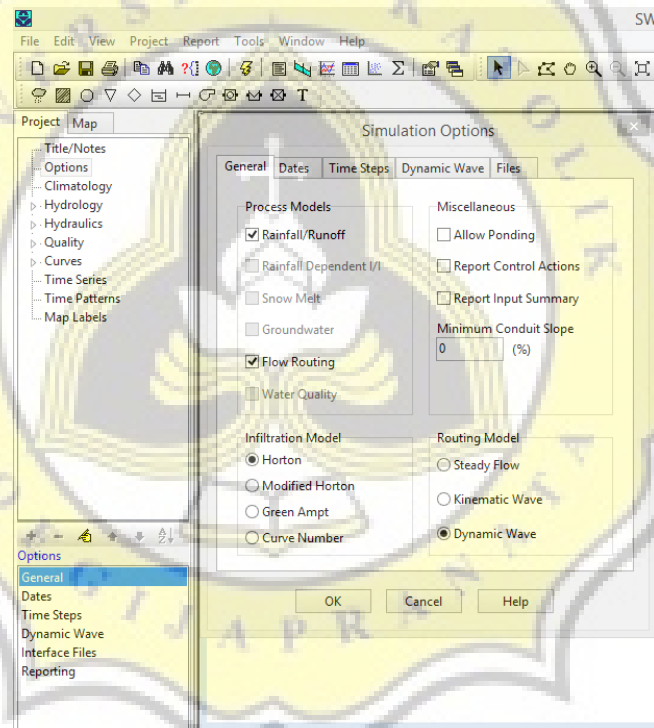 SW
File Edit View Project Report Tools Window Help
Project Map
Title/Notes
Options
Climatology
Hydrology
Hydraulics
Quality
Curves
Time Series
Time Patterns
Map Labels
Options
General
Dates
Time Steps
Dynamic Wave
Interface Files
Reporting
Simulation Options
General Dates Time Steps Dynamic Wave Files
Process Models
Rainfall/Runoff
Rainfall Dependent I/I
Snow Melt
Groundwater
Flow Routing
Water Quality
Miscellaneous
Allow Ponding
Report Control Actions
Report Input Summary
Minimum Conduit Slope
0 (%)
Infiltration Model
Horton
Modified Horton
Green Ampt
Curve Number
Routing Model
Steady Flow
Kinematic Wave
Dynamic Wave
OK Cancel Help